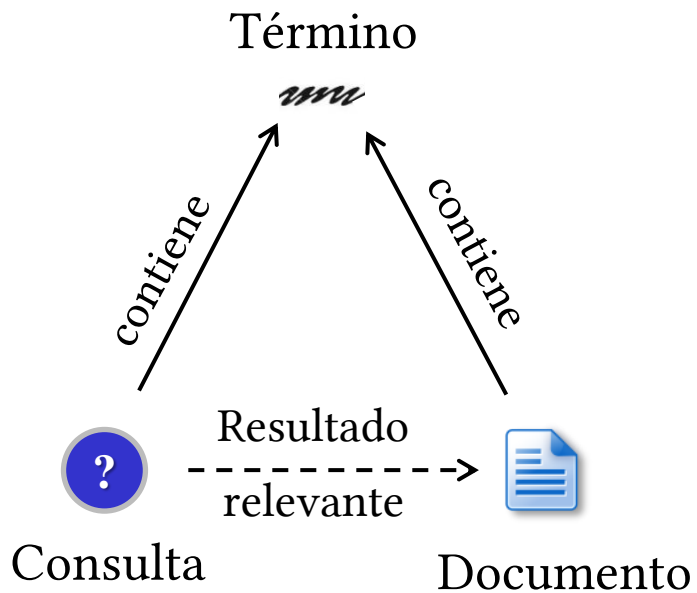 Término
contiene
contiene
Resultado
relevante
?
Consulta
Documento